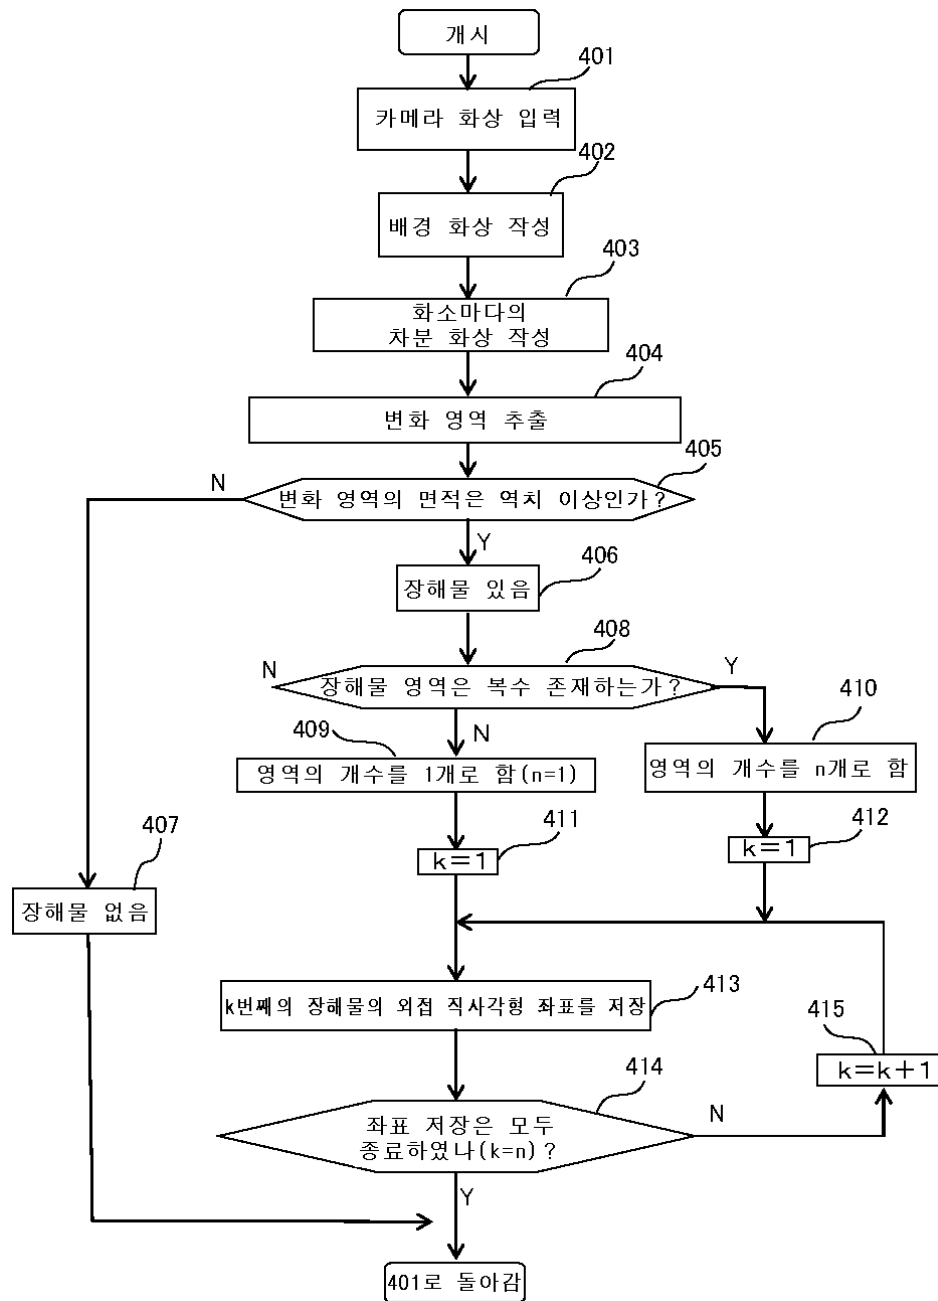 개시
401
카메라 화상 입력
402
배경 화상 작성
403
화소마다의
차분 화상 작성
404
변화 영역 추출
405
N
변화 영역의 면적은 역치 이상인가?
Y
406
장해물 있음
408
N
장해물 영역은 복수 존재하는가?
Y
409
N
410
영역의 개수를 1개로 함(n=1)
영역의 개수를 n개로 함
411
412
k=1
k=1
407
장해물 없음
k번째의 장해물의 외접 직사각형 좌표를 저장
413
415
k=k+1
414
좌표 저장은 모두
종료하였나(k=n)?
N
Y
401로 돌아감